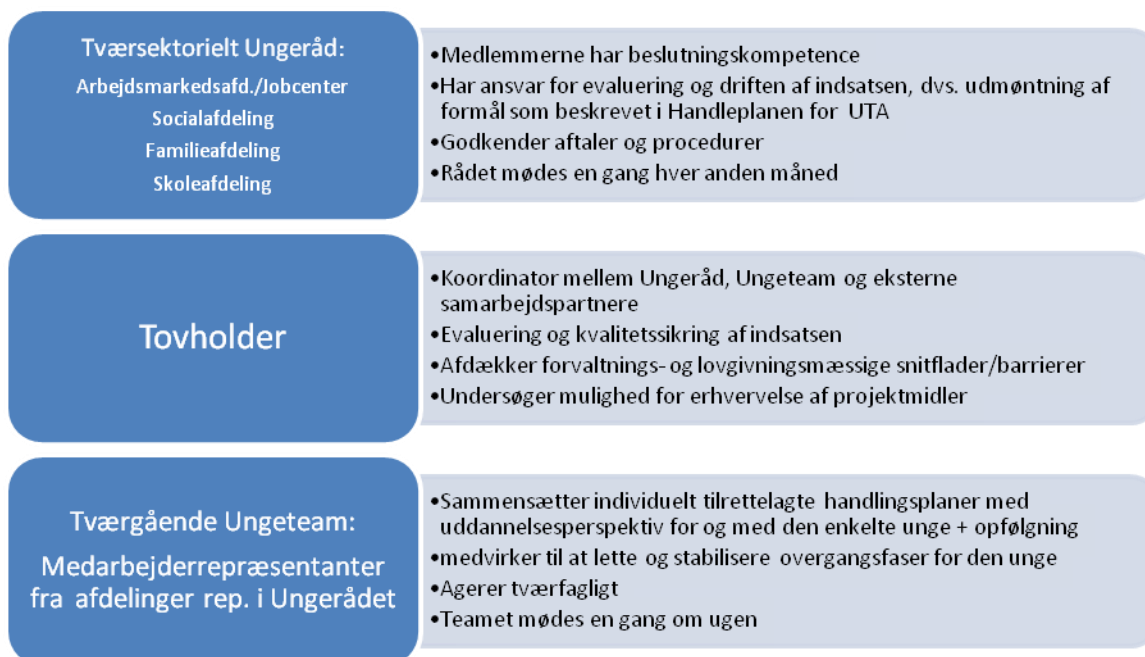 Tværsektorielt Ungeråd:
Arbejdsmarkedsafd./Jobcenter
Socialafdeling
Familieafdeling
Skoleafdeling
•Medlemmerne har beslutningskompetence
•Har ansvar for evaluering og driften af indsatsen, dvs. udmøntning af
formål som beskrevet i Handleplanen for UTA
•Godkender aftaler og procedurer
•Rådet mødes en gang hver anden måned
Tovholder
•Koordinator mellem Ungeråd, Ungeteam og eksterne
samarbejdspartnere
•Evaluering og kvalitetssikring af indsatsen
•Afdækker forvaltnings- og lovgivningsmæssige snitflader/barrierer
•Undersøger mulighed for erhvervelse af projektmidler
Tværgående Ungeteam:
Medarbejderrepræsentanter
fra afdelinger rep. i Ungerådet
•Sammensætter individuelt tilrettelagte handlingsplaner med
uddannelsesperspektiv for og med den enkelte unge + opfølgning
•medvirker til at lette og stabilisere overgangsfaser for den unge
•Agerer tværfagligt
•Teamet mødes en gang om ugen